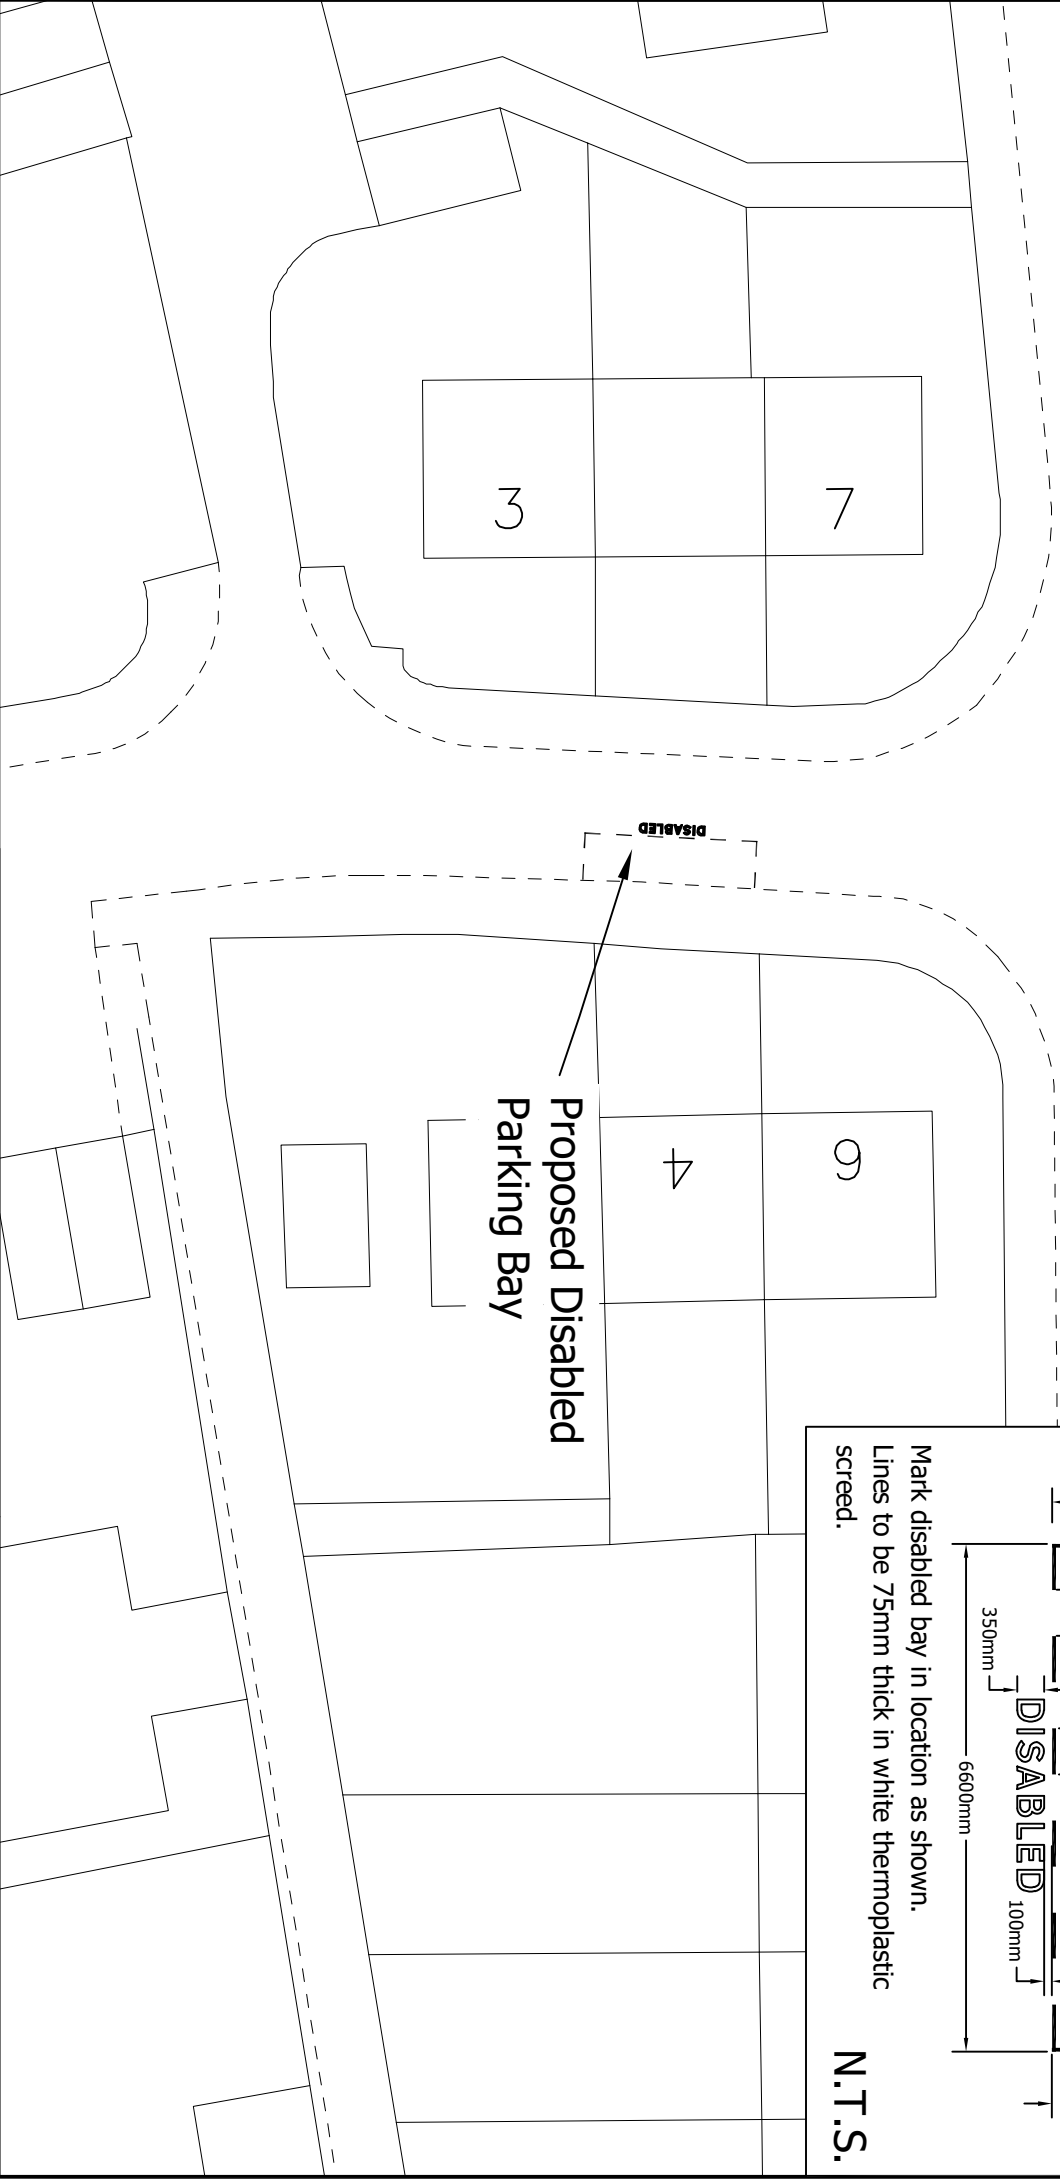 3
7
DISABLED
4
6
Proposed Disabled
Parking Bay
DISABLED
350mm
100mm
6600mm
Mark disabled bay in location as shown.
Lines to be 75mm thick in white thermoplastic
screed.
N.T.S.